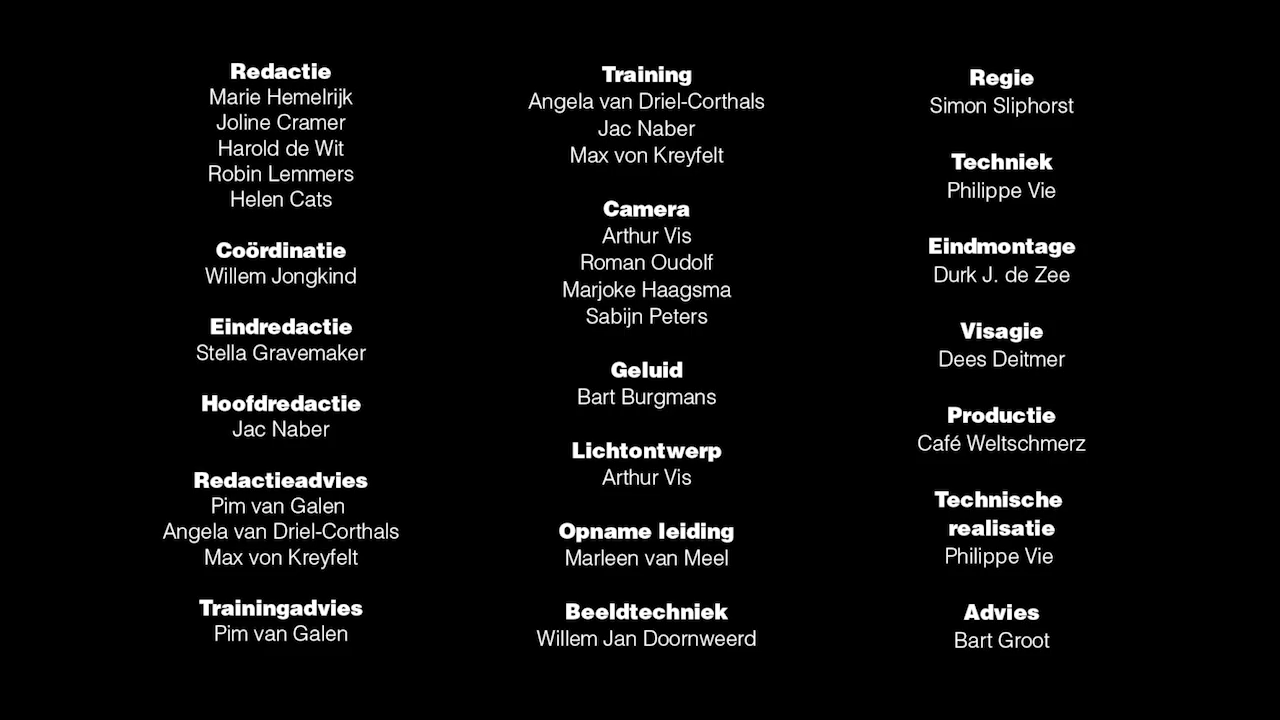 Redactie
Marie Hemelrijk
Joline Cramer
Harold de Wit
Robin Lemmers
Helen Cats
Coördinatie
Willem Jongkind
Eindredactie
Stella Gravemaker
Hoofdredactie
Jac Naber
Redactieadvies
Pim van Galen
Angela van Driel-Corthals
Max von Kreyfelt
Trainingadvies
Pim van Galen
Training
Angela van Driel-Corthals
Jac Naber
Max von Kreyfelt
Camera
Arthur Vis
Roman Oudolf
Marjoke Haagsma
Sabijn Peters
Geluid
Bart Burgmans
Lichtontwerp
Arthur Vis
Opname leiding
Marleen van Meel
Beeldtechniek
Willem Jan Doornweerd
Regie
Simon Sliphorst
Techniek
Philippe Vie
Eindmontage
Durk J. de Zee
Visagie
Dees Deitmer
Productie
Café Weltschmerz
Technische
realisatie
Philippe Vie
Advies
Bart Groot